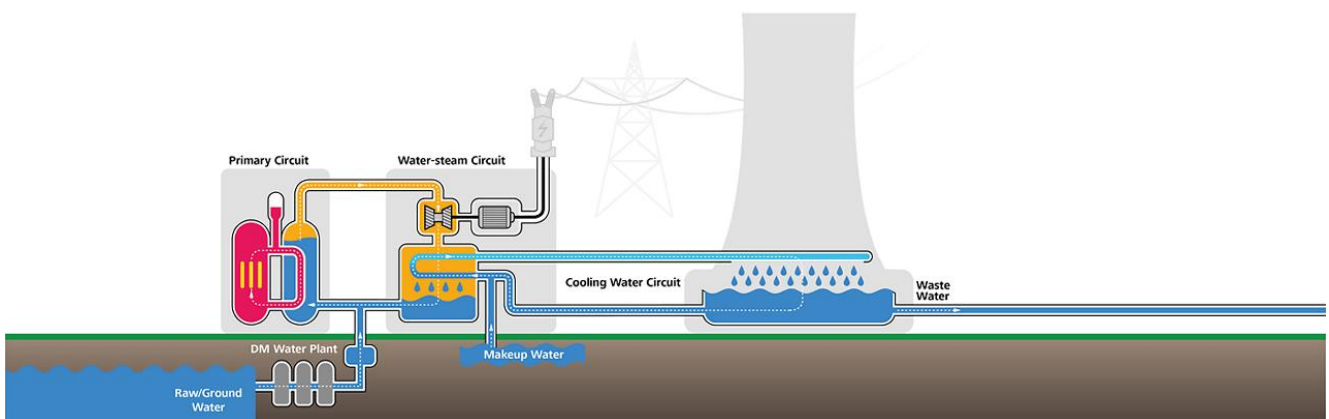 Primary Circuit
Water-steam Circuit
Cooling Water Circuit
Waste
Water
DM Water Plant
Makeup Water
Raw/Ground
Water